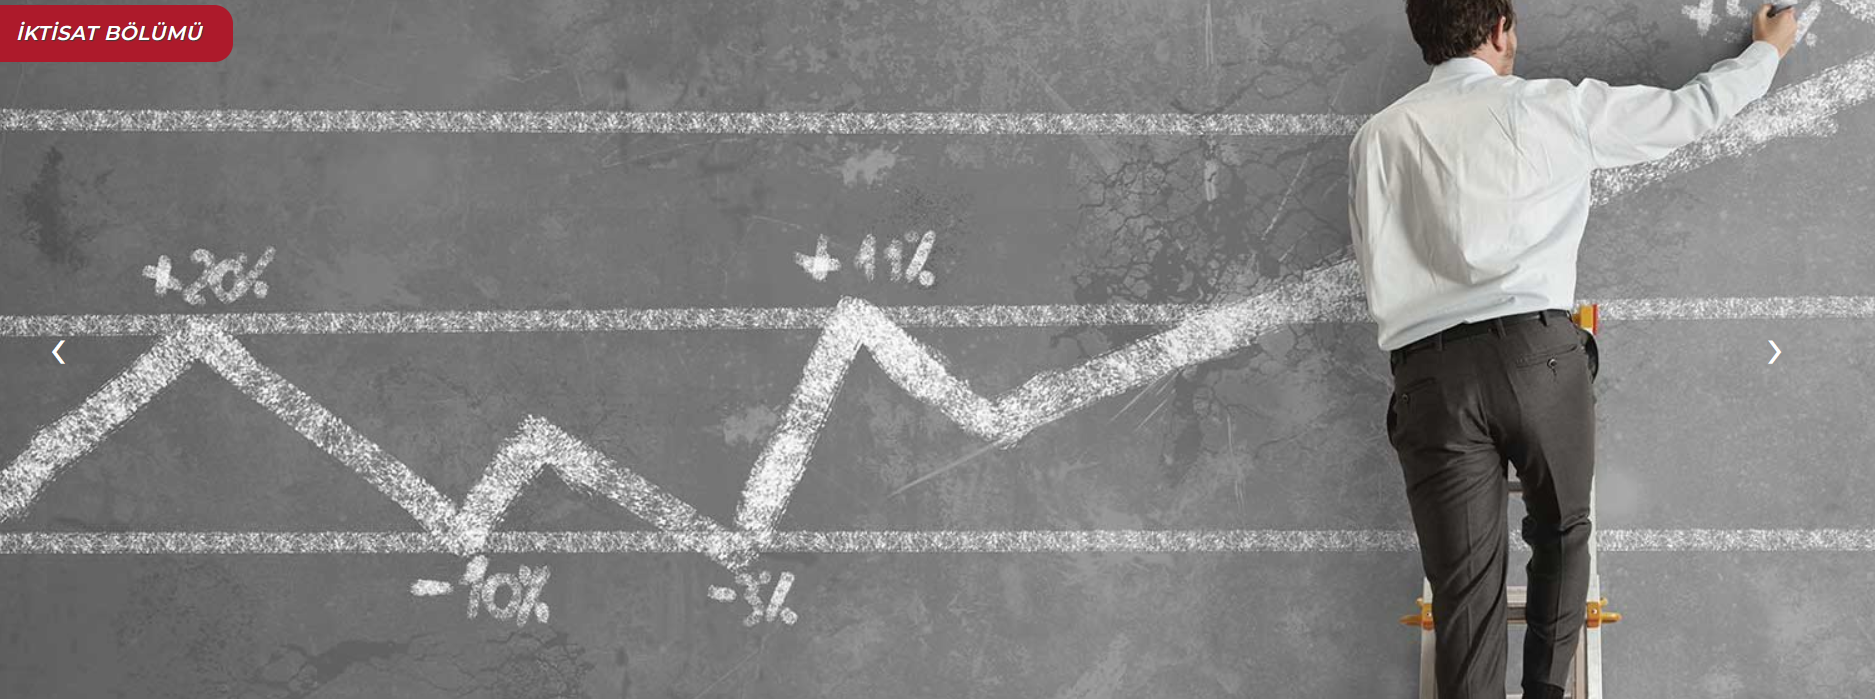 İKTİSAT BÖLÜMÜ
+20%
+11%
-10%
-3%